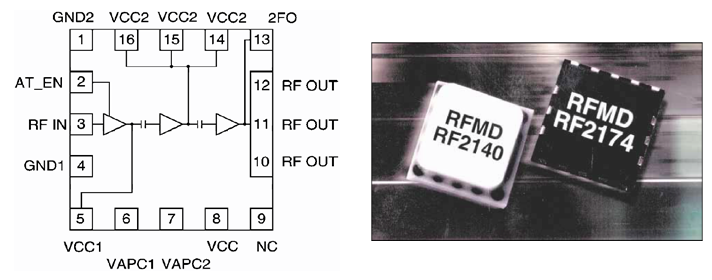 GND2 VCC2 VCC2 VCC2 2FO
1 16 15 14 13
AT_EN 2 12 RF OUT
RF IN 3 11 RF OUT
GND1 4 10 RF OUT
5 6 7 8 9
VCC1 VCC NC
VAPC1 VAPC2
RFMD
RF2140
RFMD
RF2174